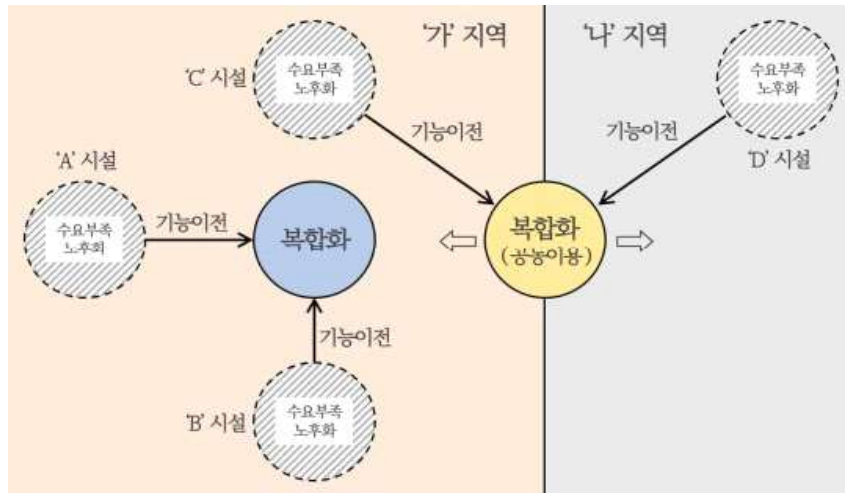 '가' 지역
'나' 지역
'C' 시설
수요부족
노후화
수요부족
노후화
'D' 시설
기능이전
기능이전
'A' 시설
수요부족
노후회
기능이전
복합화
복합화
(공농이용)
기능이전
'B' 시설
수요부족
노후화